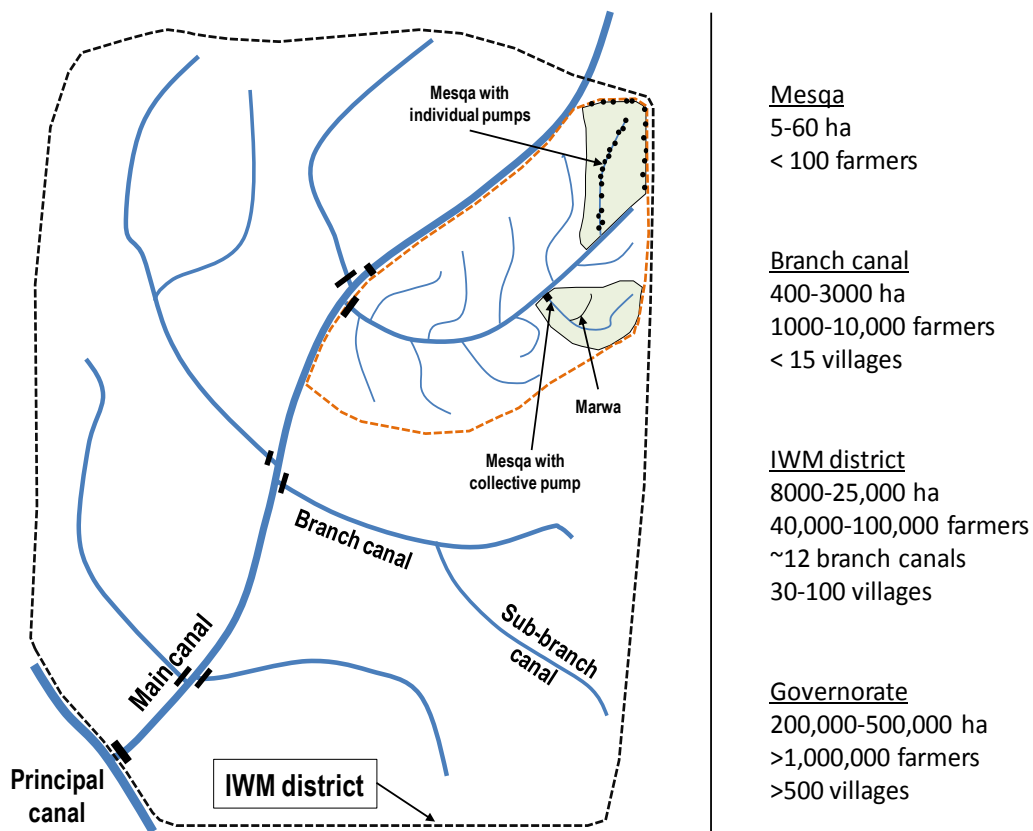 Mesqa with
individual pumps
Marwa
Mesqa with
collective pump
Branch canal
Sub-branch
canal
Main canal
Principal
canal
IWM district
Mesqa
5-60 ha
< 100 farmers
Branch canal
400-3000 ha
1000-10,000 farmers
< 15 villages
IWM district
8000-25,000 ha
40,000-100,000 farmers
~12 branch canals
30-100 villages
Governorate
200,000-500,000 ha
>1,000,000 farmers
>500 villages